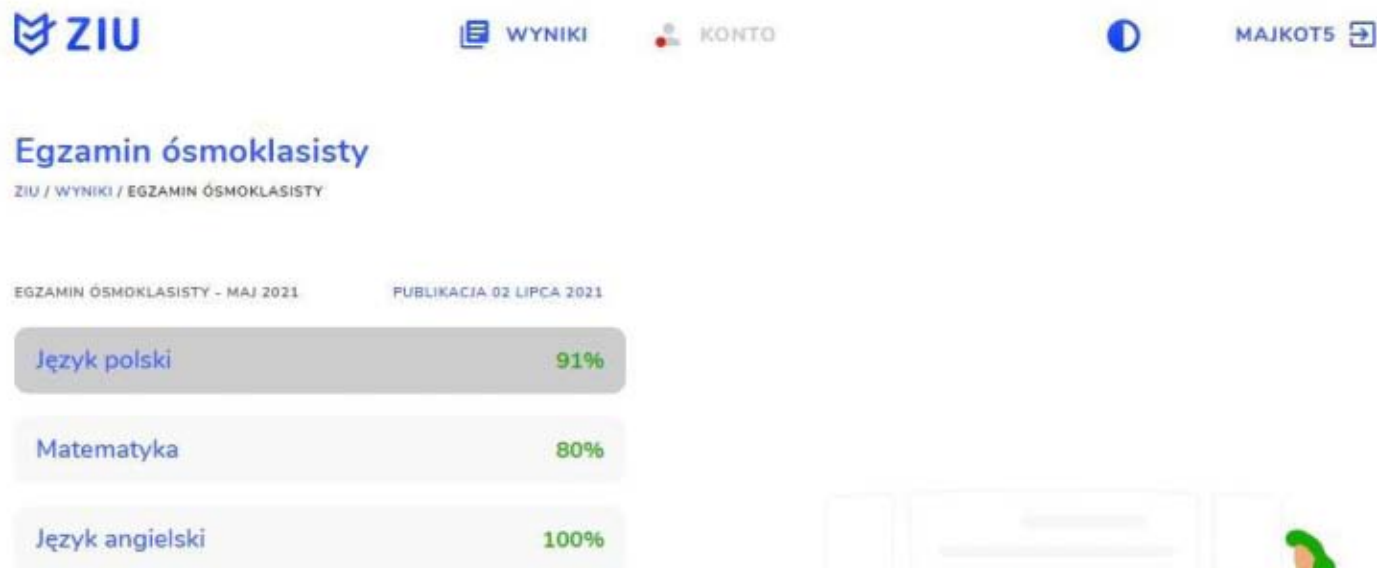 ZIU WYNIKI KONTO MAJKOT5
Egzamin ósmoklasisty
ZIU / WYNIKI / EGZAMIN ÓSMOKLASISTY
EGZAMIN ÓSMOKLASISTY - MAJ 2021 PUBLIKACJA 02 LIPCA 2021
Język polski 91%
Matematyka 80%
Język angielski 100%